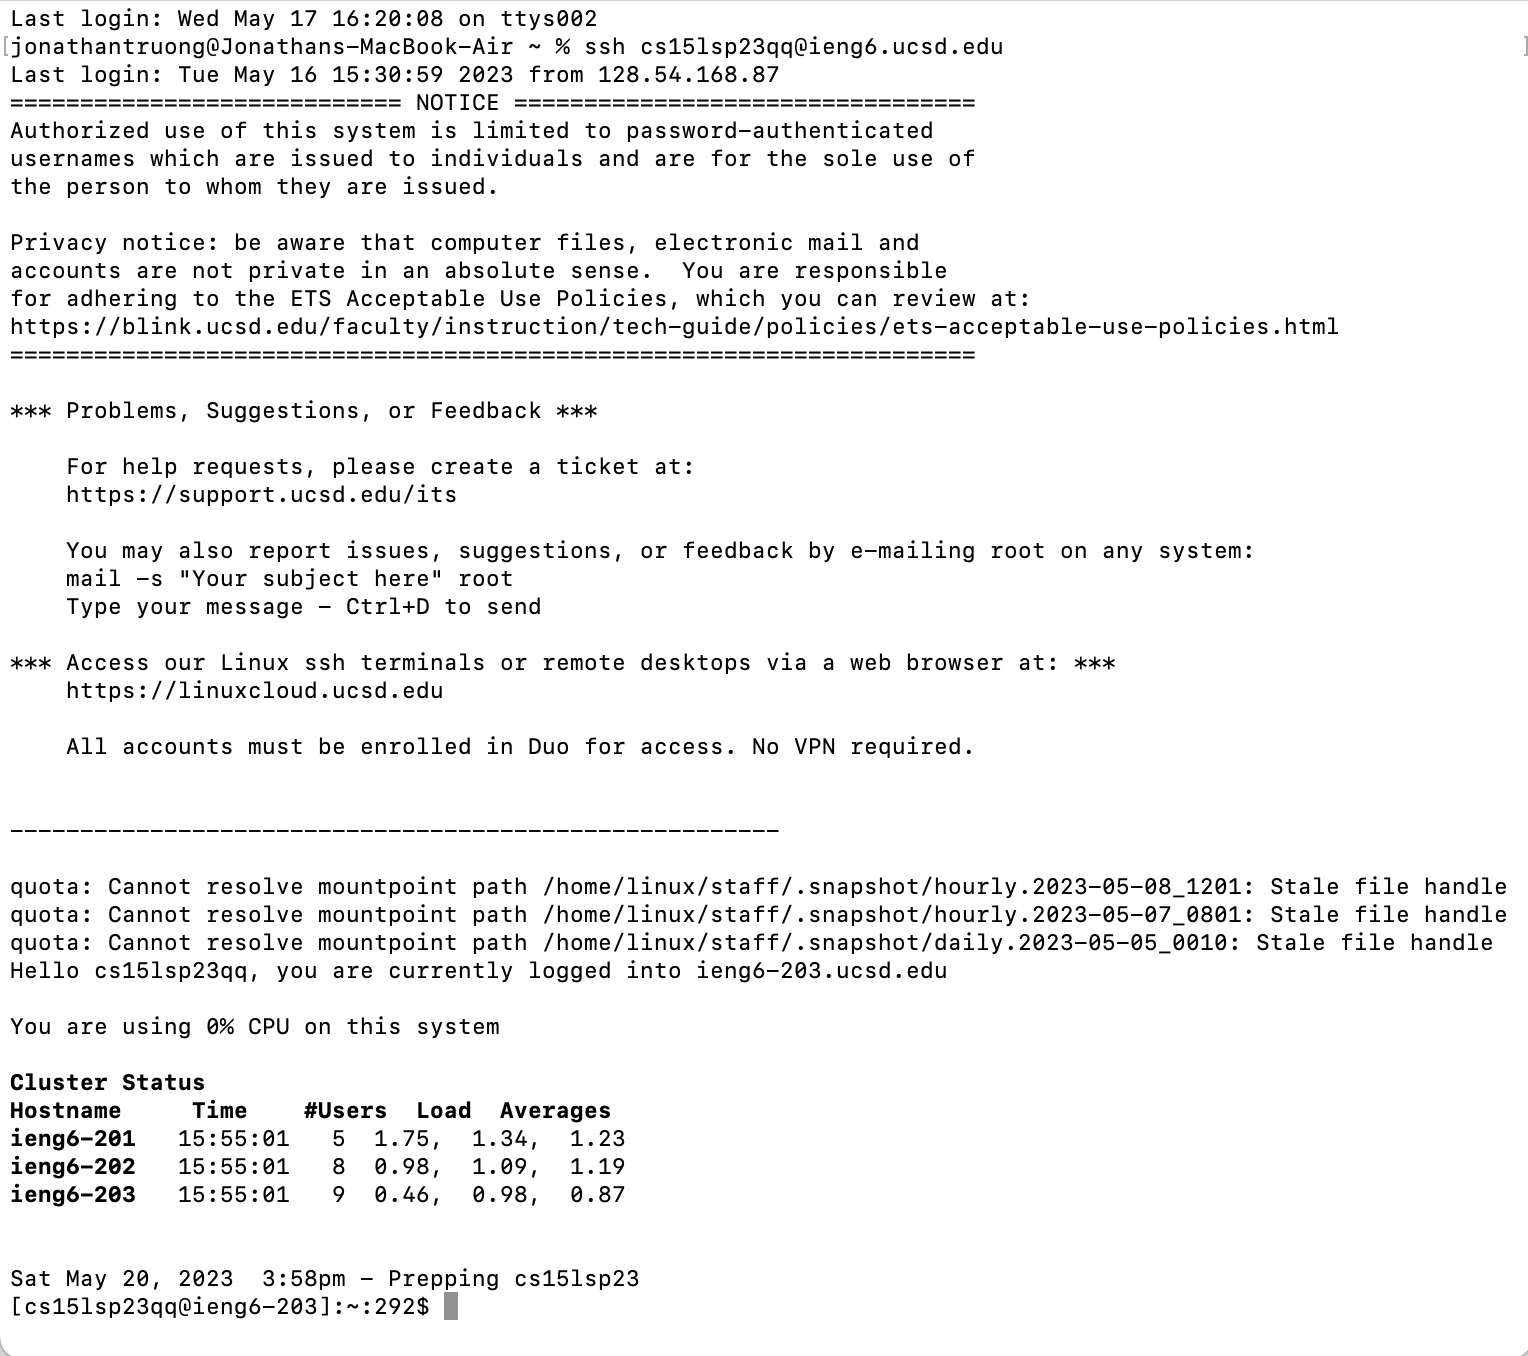 Last login: Wed May 17 16:20:08 on ttys002
[jonathantruong@Jonathans-MacBook-Air ~ % ssh cs15lsp23qq@ieng6.ucsd.edu ]
Last login: Tue May 16 15:30:59 2023 from 128.54.168.87
============================ NOTICE =================================
Authorized use of this system is limited to password-authenticated
usernames which are issued to individuals and are for the sole use of
the person to whom they are issued.

Privacy notice: be aware that computer files, electronic mail and
accounts are not private in an absolute sense.  You are responsible
for adhering to the ETS Acceptable Use Policies, which you can review at:
https://blink.ucsd.edu/faculty/instruction/tech-guide/policies/ets-acceptable-use-policies.html
=====================================================================

*** Problems, Suggestions, or Feedback ***

    For help requests, please create a ticket at:
    https://support.ucsd.edu/its

    You may also report issues, suggestions, or feedback by e-mailing root on any system:
    mail -s "Your subject here" root
    Type your message - Ctrl+D to send

*** Access our Linux ssh terminals or remote desktops via a web browser at: ***
    https://linuxcloud.ucsd.edu

    All accounts must be enrolled in Duo for access. No VPN required.


-------------------------------------------------------

quota: Cannot resolve mountpoint path /home/linux/staff/.snapshot/hourly.2023-05-08_1201: Stale file handle
quota: Cannot resolve mountpoint path /home/linux/staff/.snapshot/hourly.2023-05-07_0801: Stale file handle
quota: Cannot resolve mountpoint path /home/linux/staff/.snapshot/daily.2023-05-05_0010: Stale file handle
Hello cs15lsp23qq, you are currently logged into ieng6-203.ucsd.edu

You are using 0% CPU on this system

Cluster Status
Hostname     Time    #Users  Load  Averages
ieng6-201   15:55:01   5  1.75,  1.34,  1.23
ieng6-202   15:55:01   8  0.98,  1.09,  1.19
ieng6-203   15:55:01   9  0.46,  0.98,  0.87


Sat May 20, 2023  3:58pm - Prepping cs15lsp23
[cs15lsp23qq@ieng6-203]:~:292$